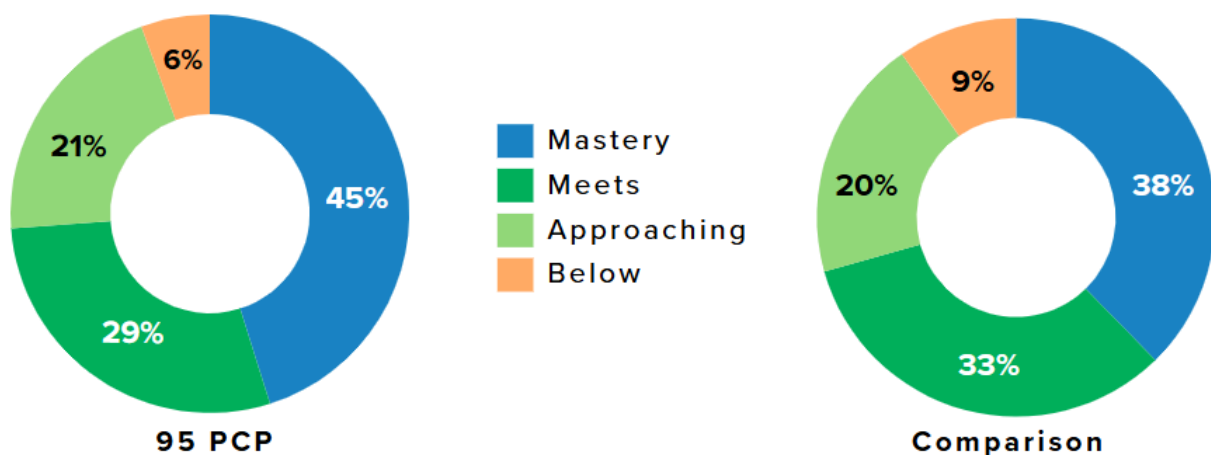 6%
21%
45%
29%
95 PCP
Mastery
Meets
Approaching
Below
9%
20%
38%
33%
Comparison